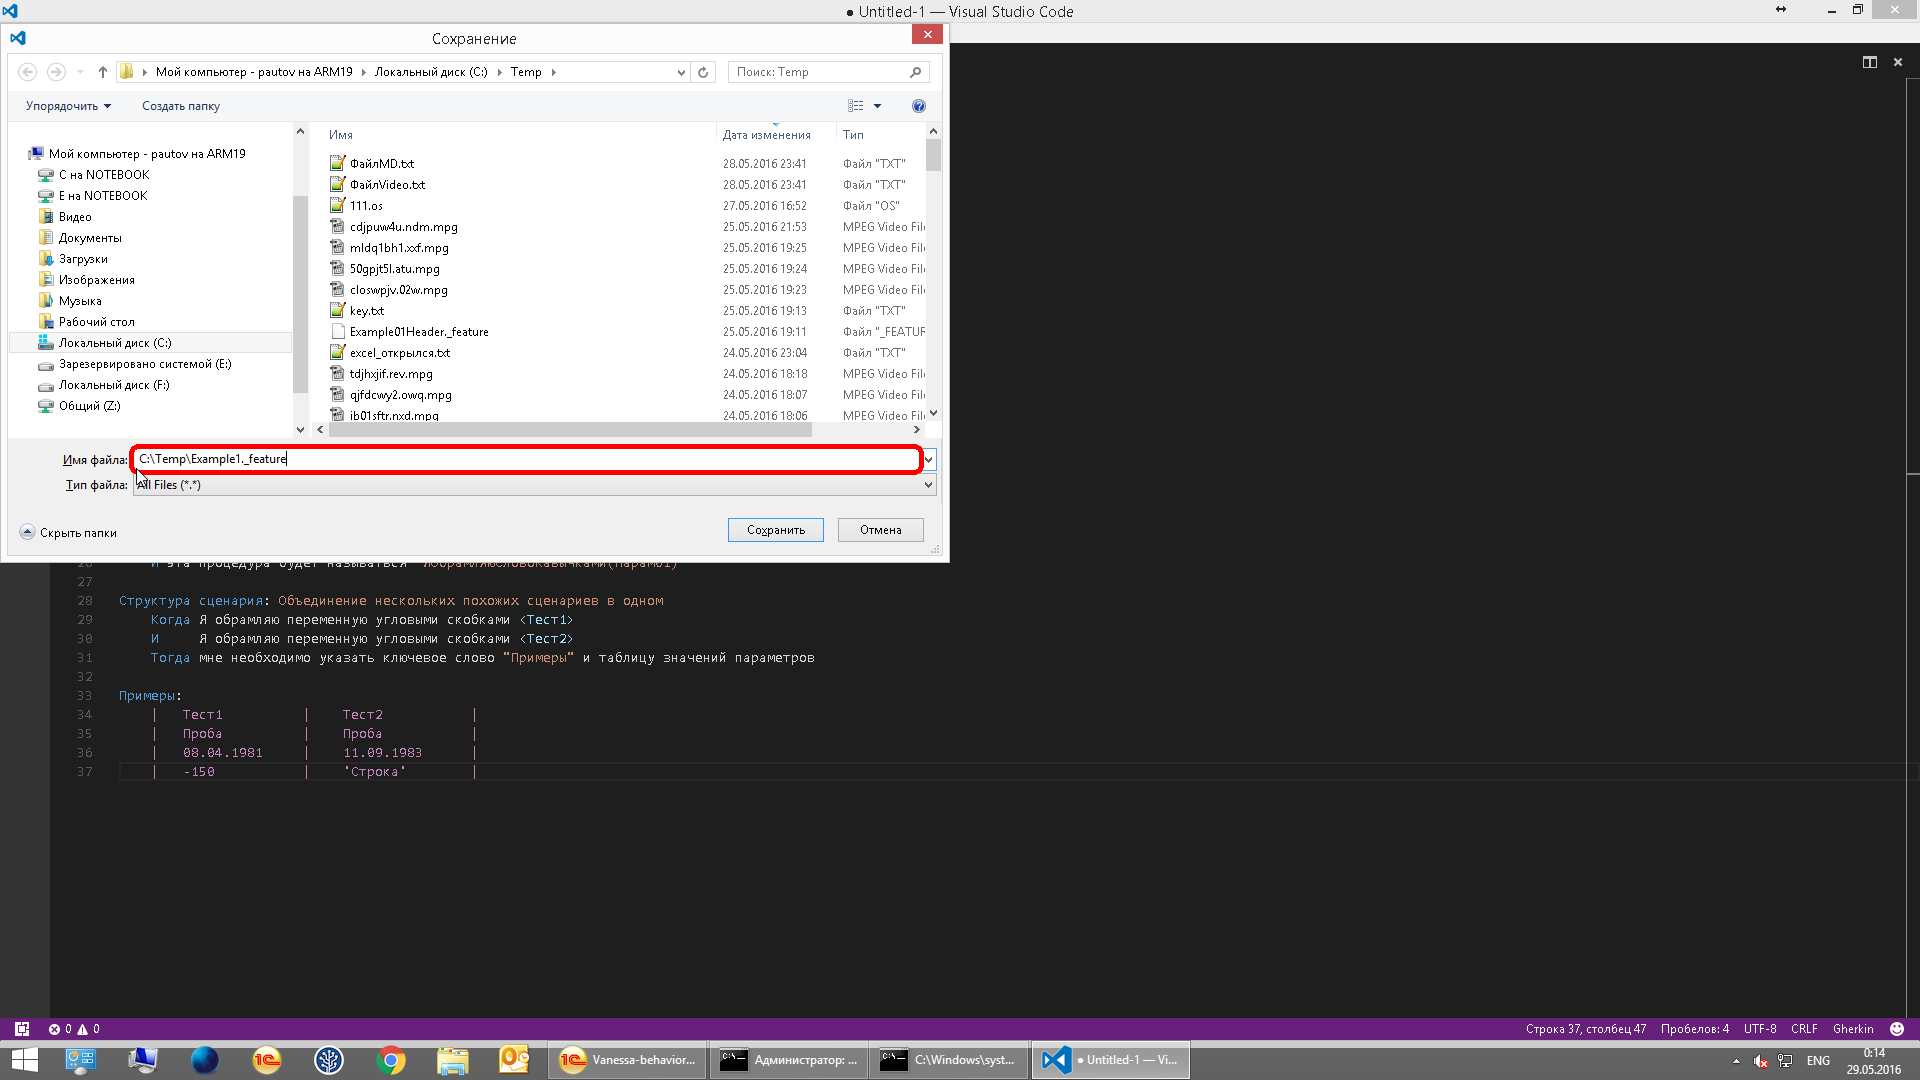 ● Untitled-1 — Visual Studio Code
Сохранение
Мой компьютер - pautov на ARM19 Локальный диск (C:) Temp
Поиск: Temp
Упорядочить Создать папку
Имя Дата изменения Тип
Мой компьютер - pautov на ARM19
С на NOTEBOOK
Е на NOTEBOOK
Видео
Документы
Загрузки
Изображения
Музыка
Рабочий стол
Локальный диск (C:)
Зарезервировано системой (E:)
Локальный диск (F:)
Общий (Z:)
ФайлMD.txt 28.05.2016 23:41 Файл "TXT"
ФайлVideo.txt 28.05.2016 23:41 Файл "TXT"
111.os 27.05.2016 16:52 Файл "OS"
cdjpuw4u.ndm.mpg 25.05.2016 21:53 MPEG Video Fil
mldq1bh1.xxf.mpg 25.05.2016 19:25 MPEG Video Fil
50gpjt5l.atu.mpg 25.05.2016 19:24 MPEG Video Fil
closwpjv.02w.mpg 25.05.2016 19:23 MPEG Video Fil
key.txt 25.05.2016 19:13 Файл "TXT"
Example01Header._feature 25.05.2016 19:11 Файл "_FEATUR
excel_открылся.txt 24.05.2016 23:04 Файл "TXT"
tdjhxjif.rev.mpg 24.05.2016 18:18 MPEG Video Fil
qjfdcwy2.owq.mpg 24.05.2016 18:07 MPEG Video Fil
ib01sftr.nxd.mpg 24.05.2016 18:06 MPEG Video Fil
Имя файла: C:\Temp\Example1._feature
Тип файла: All Files (*.*)
Скрыть папки Сохранить Отмена
26 И эта процедура будет называться "ЯОбрамляюСловоКавычками(Парам01)"
27
28 Структура сценария: Объединение нескольких похожих сценариев в одном
29 Когда Я обрамляю переменную угловыми скобками <Тест1>
30 И Я обрамляю переменную угловыми скобками <Тест2>
31 Тогда мне необходимо указать ключевое слово "Примеры" и таблицу значений параметров
32
33 Примеры:
34 | Тест1 | Тест2 |
35 | Проба | Проба |
36 | 08.04.1981 | 11.09.1983 |
37 | -150 | "Строка" |
0 0 Строка 37, столбец 47 Пробелов: 4 UTF-8 CRLF Gherkin
Vanessa-behavior... Администратор: ... C:\Windows\syst... ● Untitled-1 — Vi... ENG 0:14
29.05.2016